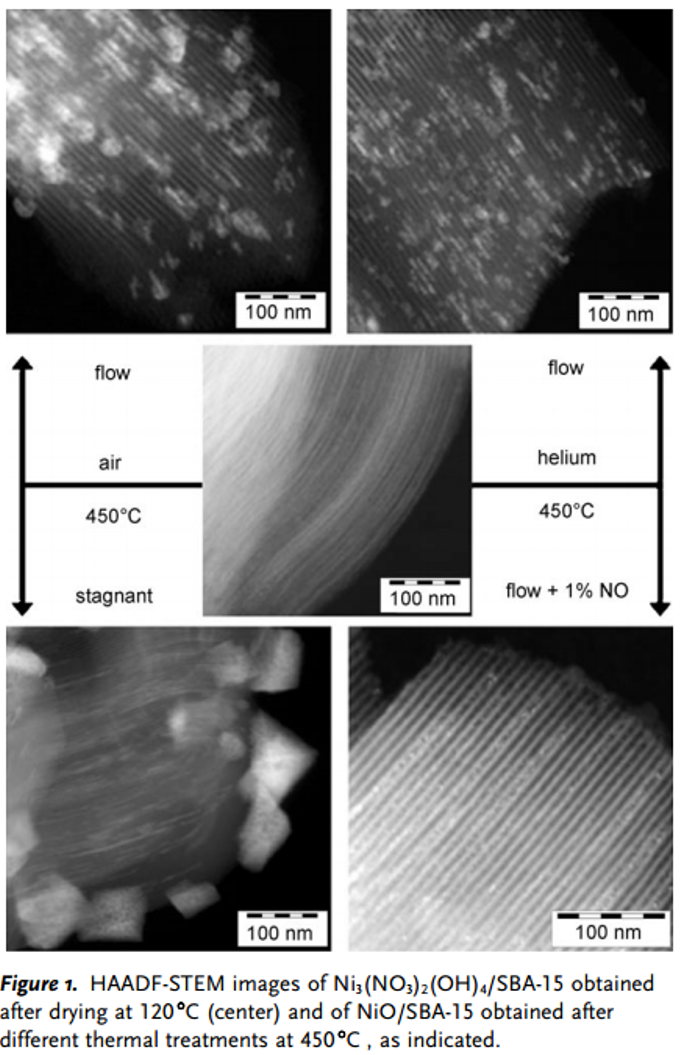 100 nm
100 nm
flow
flow
air
helium
450°C
450°C
stagnant
flow + 1% NO
100 nm
100 nm
100 nm
Figure 1. HAADF-STEM images of Ni₃(NO₃)₂(OH)₄/SBA-15 obtained
after drying at 120°C (center) and of NiO/SBA-15 obtained after
different thermal treatments at 450°C , as indicated.